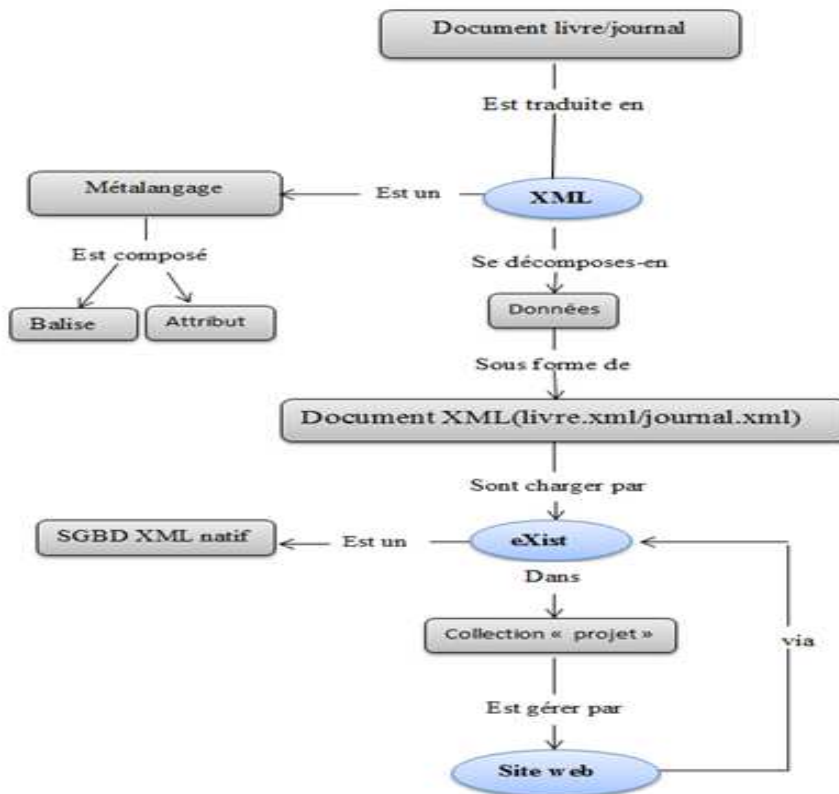 Document livre/journal
Est traduite en
Métalangage
Est un
XML
Est composé
Se décomposes-en
Balise
Attribut
Données
Sous forme de
Document XML(livre.xml/journal.xml)
Sont charger par
SGBD XML natif
Est un
eXist
Dans
Collection « projet »
via
Est gérer par
Site web